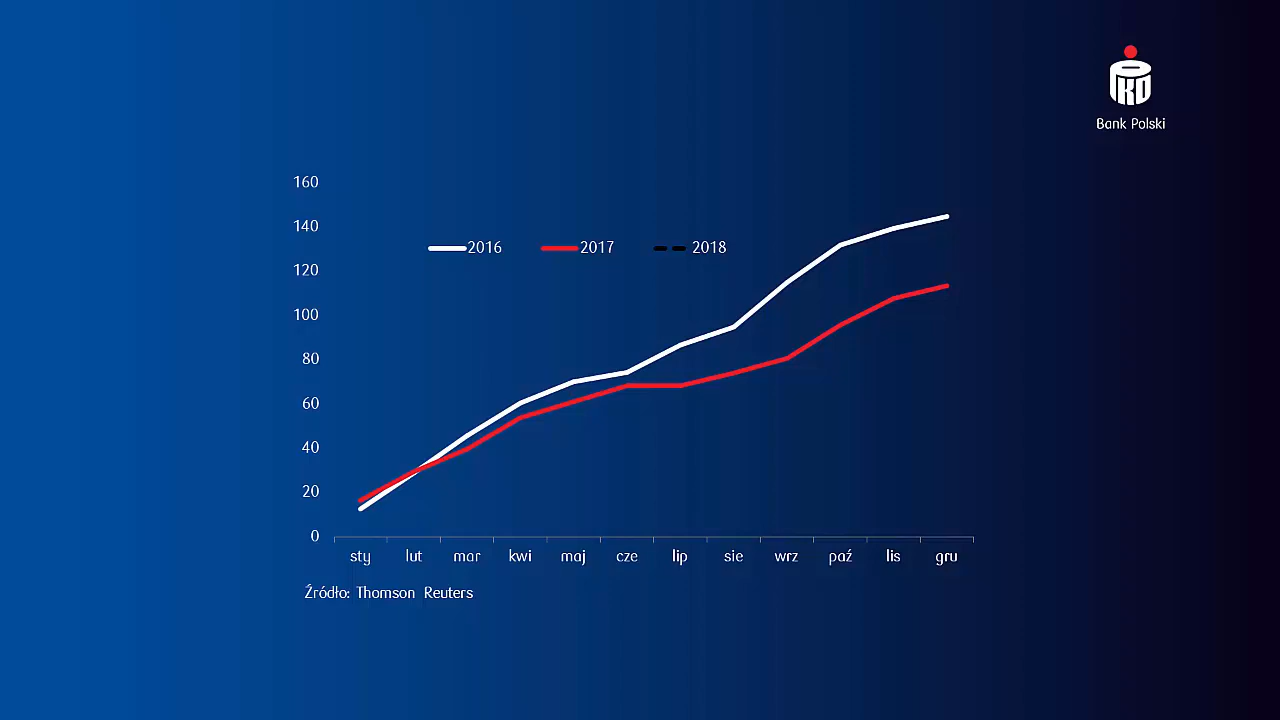 PKO
Bank Polski
160
140
2016 2017 2018
120
100
80
60
40
20
0
sty lut mar kwi maj cze lip sie wrz paź lis gru
Źródło: Thomson Reuters